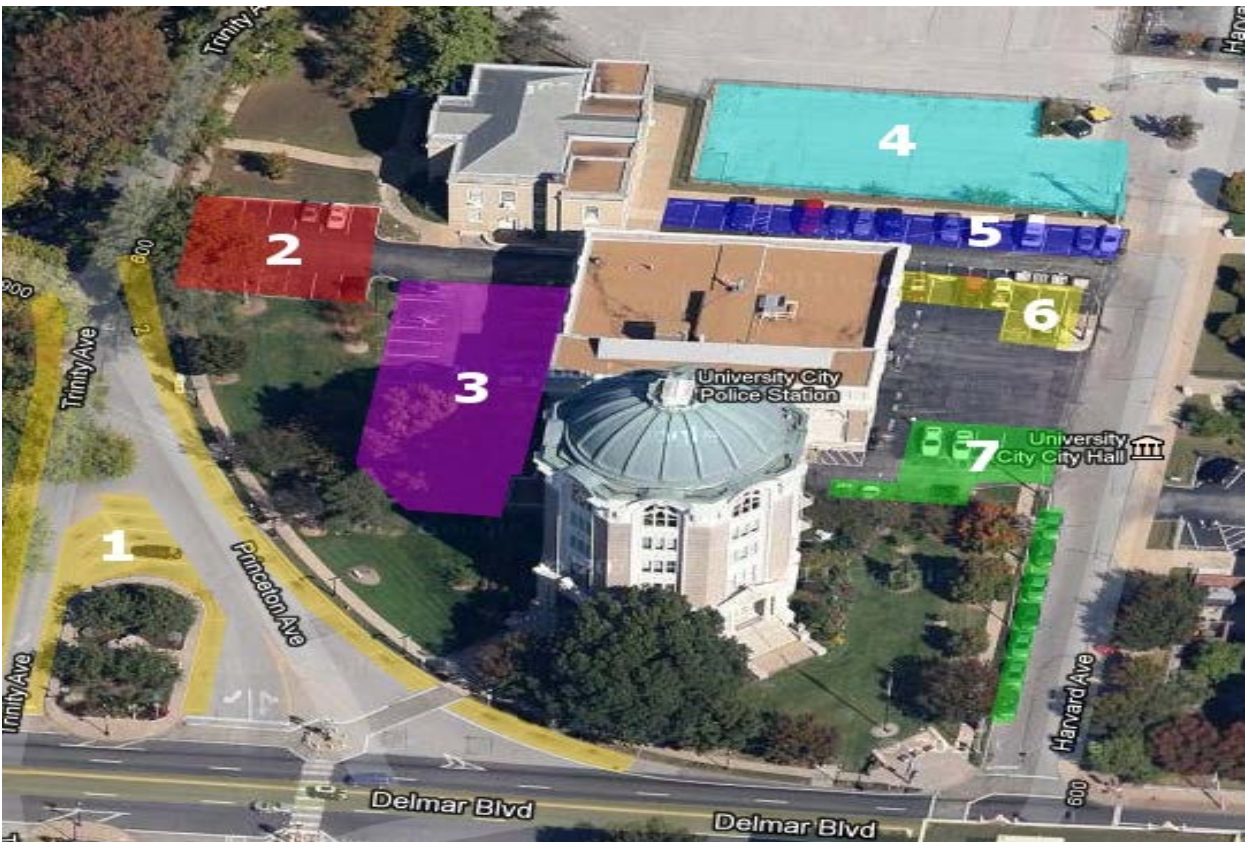 Trinity A
Harva
4
5
2
600
900
6
3
Trinity Ave
University City
Police Station
University
City City Hall
7
1
Princeton Ave
Trinity Ave
Harvard Ave
600
Delmar Blvd
Delmar Blvd